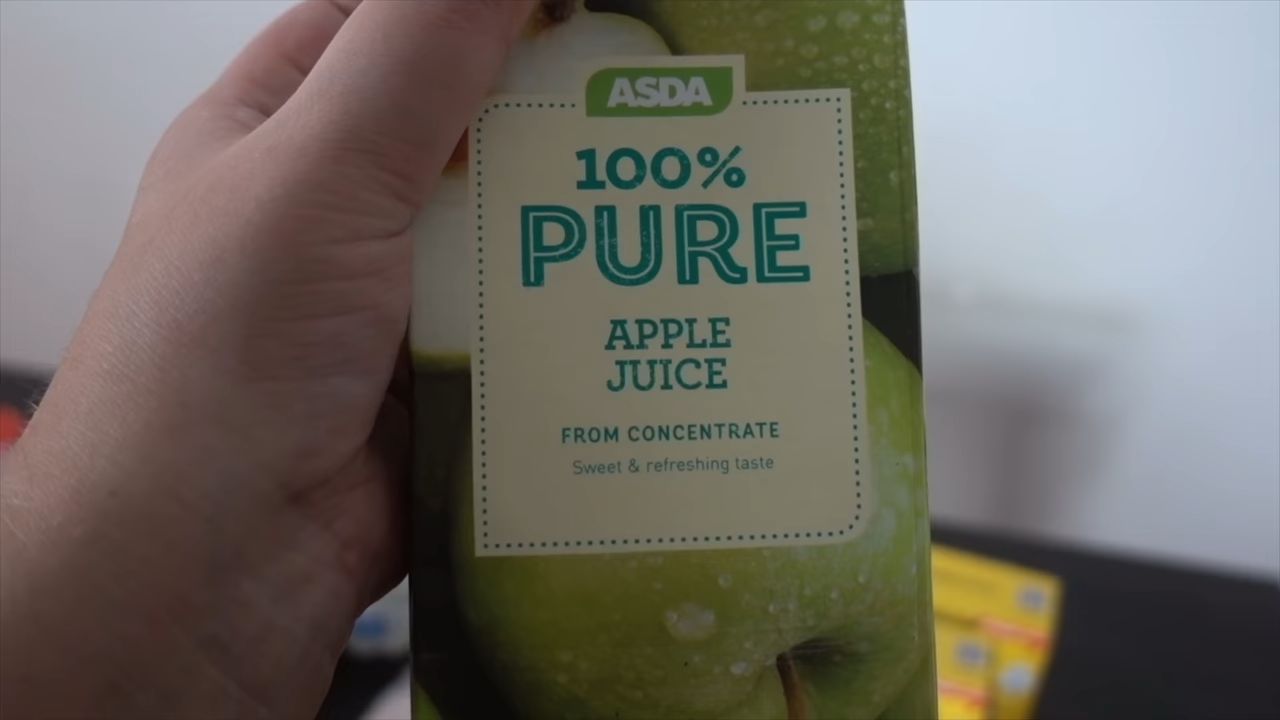 ASDA
100%
PURE
APPLE
JUICE
FROM CONCENTRATE
Sweet & refreshing taste